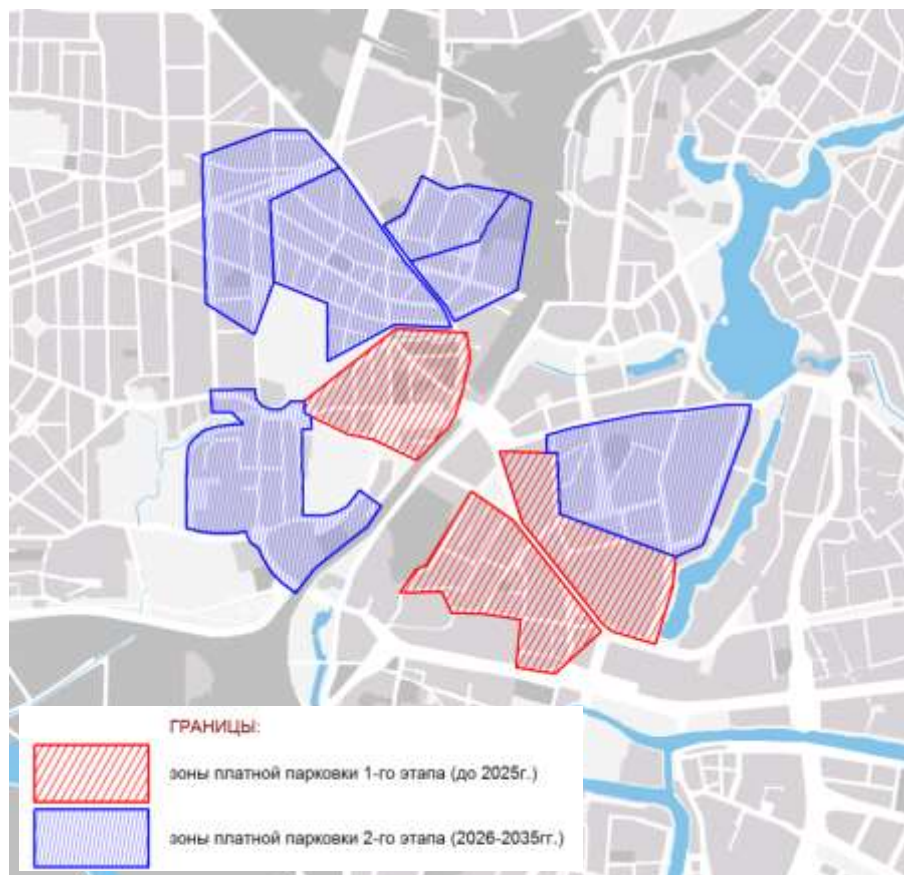 ГРАНИЦЫ:
зоны платной парковки 1-го этапа (до 2025г.)
зоны платной парковки 2-го этапа (2026-2035гг.)